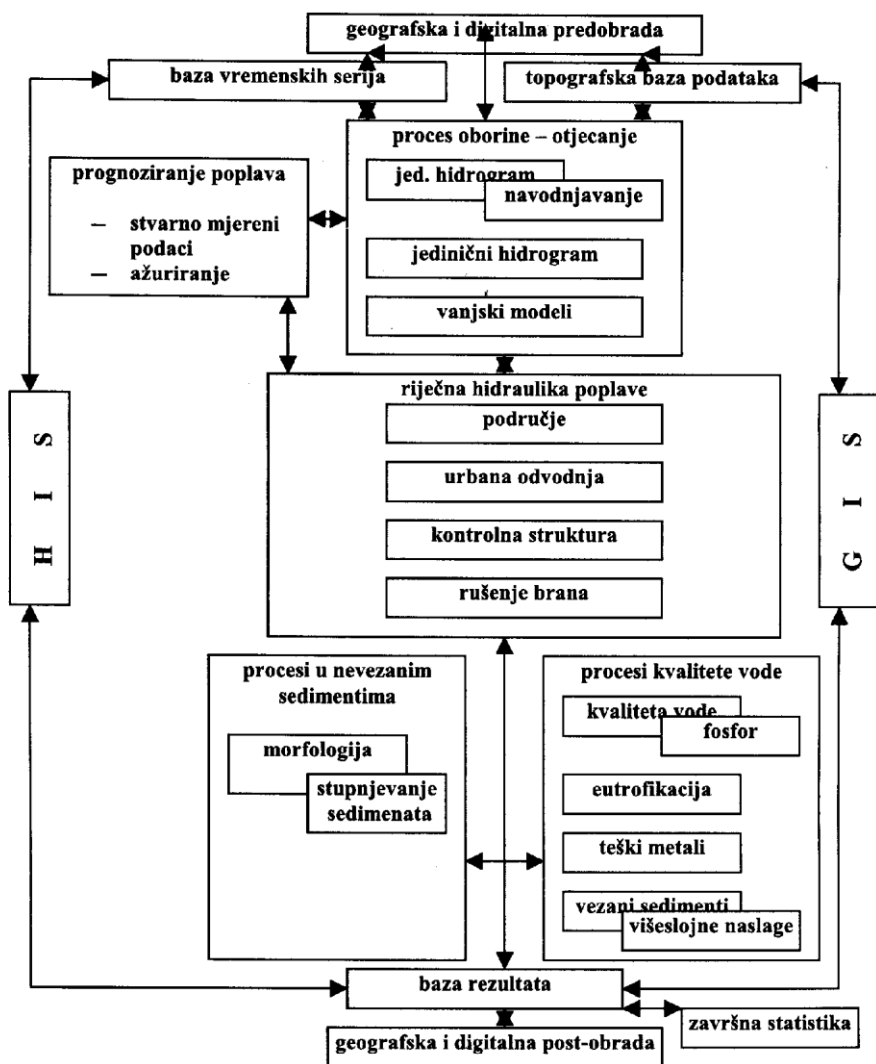 geografska i digitalna predobrada
baza vremenskih serija
topografska baza podataka
proces oborine – otjecanje
jed. hidrogram
navodnjavanje
jedinični hidrogram
vanjski modeli
prognoziranje poplava
– stvarno mjereni
podaci
– ažuriranje
riječna hidraulika poplave
područje
urbana odvodnja
kontrolna struktura
rušenje brana
H I S
G I S
procesi u nevezanim
sedimentima
morfologija
stupnjevanje
sedimenata
procesi kvalitete vode
kvaliteta vode
fosfor
eutrofikacija
teški metali
vezani sedimenti
višeslojne naslage
baza rezultata
završna statistika
geografska i digitalna post-obrada